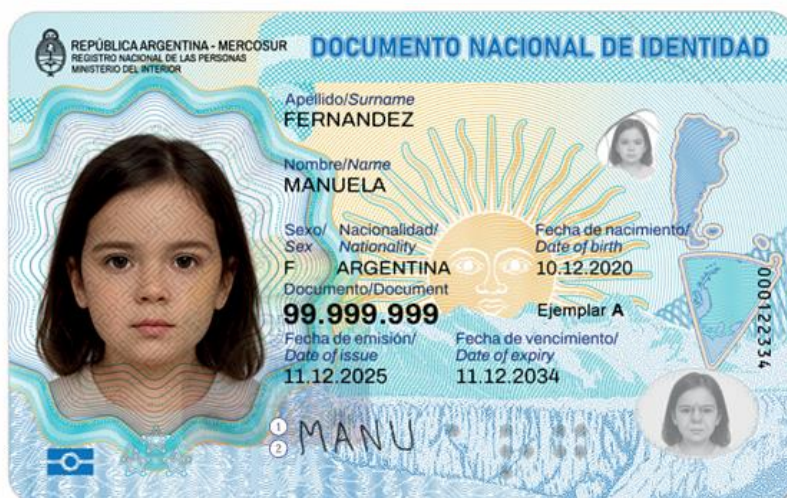 REPÚBLICA ARGENTINA - MERCOSUR
REGISTRO NACIONAL DE LAS PERSONAS
MINISTERIO DEL INTERIOR
DOCUMENTO NACIONAL DE IDENTIDAD
Apellido/Surname
FERNANDEZ
Nombre/Name
MANUELA
Sexo/ Nacionalidad/ Fecha de nacimiento/
Sex Nationality Date of birth
F ARGENTINA 10.12.2020
Documento/Document
99.999.999 Ejemplar A
Fecha de emisión/ Fecha de vencimiento/
Date of issue Date of expiry
11.12.2025 11.12.2034
000122334
1
2
MANU